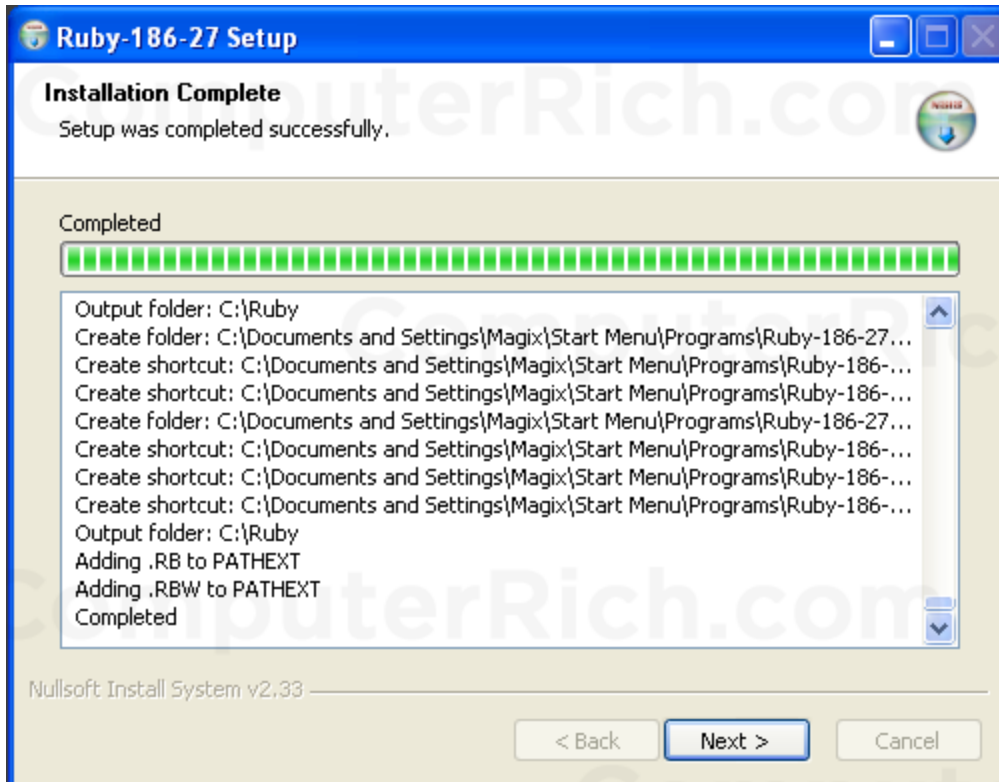 Ruby-186-27 Setup
Installation Complete
Setup was completed successfully.
Completed
Output folder: C:\Ruby
Create folder: C:\Documents and Settings\Magix\Start Menu\Programs\Ruby-186-27...
Create shortcut: C:\Documents and Settings\Magix\Start Menu\Programs\Ruby-186-...
Create shortcut: C:\Documents and Settings\Magix\Start Menu\Programs\Ruby-186-...
Create folder: C:\Documents and Settings\Magix\Start Menu\Programs\Ruby-186-27...
Create shortcut: C:\Documents and Settings\Magix\Start Menu\Programs\Ruby-186-...
Create shortcut: C:\Documents and Settings\Magix\Start Menu\Programs\Ruby-186-...
Create shortcut: C:\Documents and Settings\Magix\Start Menu\Programs\Ruby-186-...
Output folder: C:\Ruby
Adding .RB to PATHEXT
Adding .RBW to PATHEXT
Completed
Nullsoft Install System v2.33
< Back Next > Cancel
ComputerRich.com
ComputerRic
ComputerRich.com